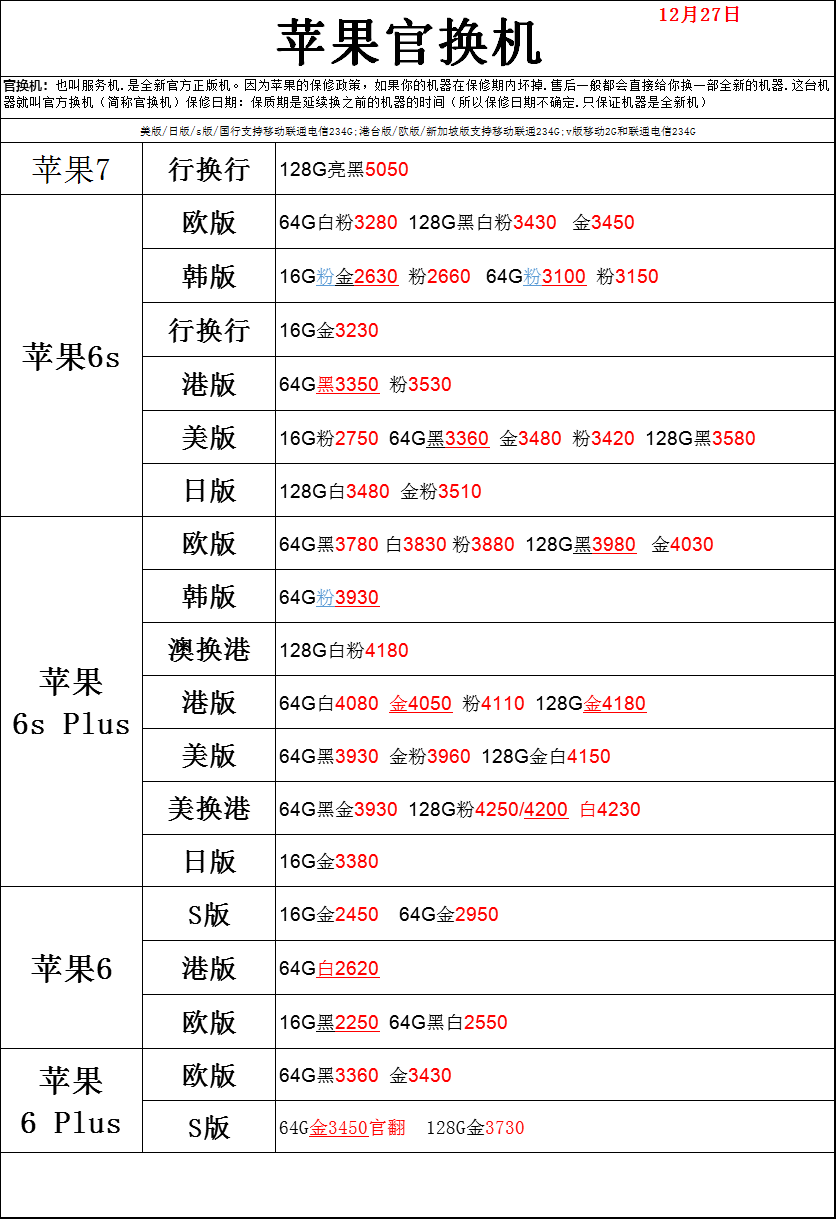 12月27日
苹果官换机
官换机：也叫服务机.是全新官方正版机。因为苹果的保修政策，如果你的机器在保修期内坏掉.售后一般都会直接给你换一部全新的机器.这台机
器就叫官方换机（简称官换机）保修日期：保质期是延续换之前的机器的时间（所以保修日期不确定.只保证机器是全新机）
美版/日版/s版/国行支持移动联通电信234G;港台版/欧版/新加坡版支持移动联通234G;v版移动2G和联通电信234G
苹果7 行换行 128G亮黑5050
苹果6s
欧版 64G白粉3280 128G黑白粉3430 金3450
韩版 16G粉金2630 粉2660 64G粉3100 粉3150
行换行 16G金3230
港版 64G黑3350 粉3530
美版 16G粉2750 64G黑3360 金3480 粉3420 128G黑3580
日版 128G白3480 金粉3510
苹果
6s Plus
欧版 64G黑3780 白3830 粉3880 128G黑3980 金4030
韩版 64G粉3930
澳换港 128G白粉4180
港版 64G白4080 金4050 粉4110 128G金4180
美版 64G黑3930 金粉3960 128G金白4150
美换港 64G黑金3930 128G粉4250/4200 白4230
日版 16G金3380
苹果6
S版 16G金2450 64G金2950
港版 64G白2620
欧版 16G黑2250 64G黑白2550
苹果
6 Plus
欧版 64G黑3360 金3430
S版 64G金3450官翻 128G金3730